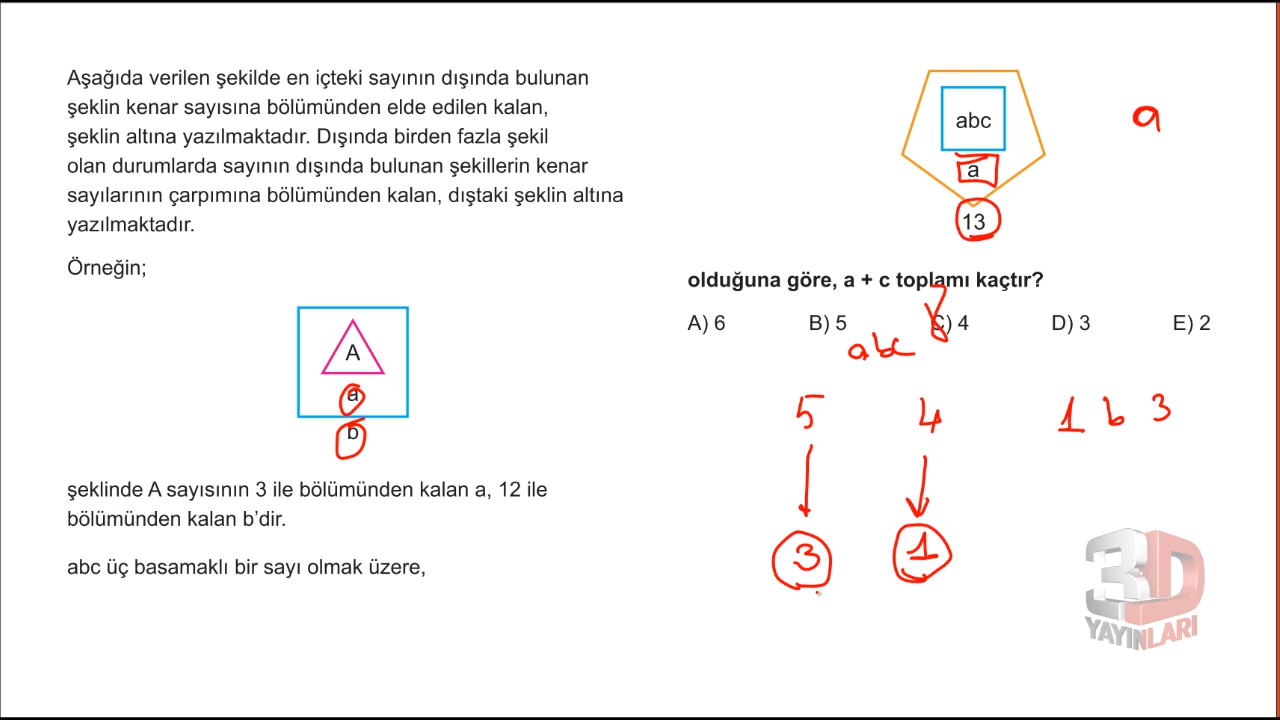 Aşağıda verilen şekilde en içteki sayının dışında bulunan
şeklin kenar sayısına bölümünden elde edilen kalan,
şeklin altına yazılmaktadır. Dışında birden fazla şekil
olan durumlarda sayının dışında bulunan şekillerin kenar
sayılarının çarpımına bölümünden kalan, dıştaki şeklin altına
yazılmaktadır.
Örneğin;
A
a
b
şeklinde A sayısının 3 ile bölümünden kalan a, 12 ile
bölümünden kalan b'dir.
abc üç basamaklı bir sayı olmak üzere,
abc
a
13
a
olduğuna göre, a + c toplamı kaçtır?
A) 6 B) 5 C) 4 D) 3 E) 2
abc
5 4 1 b 3
3 1
3D
YAYINLARI